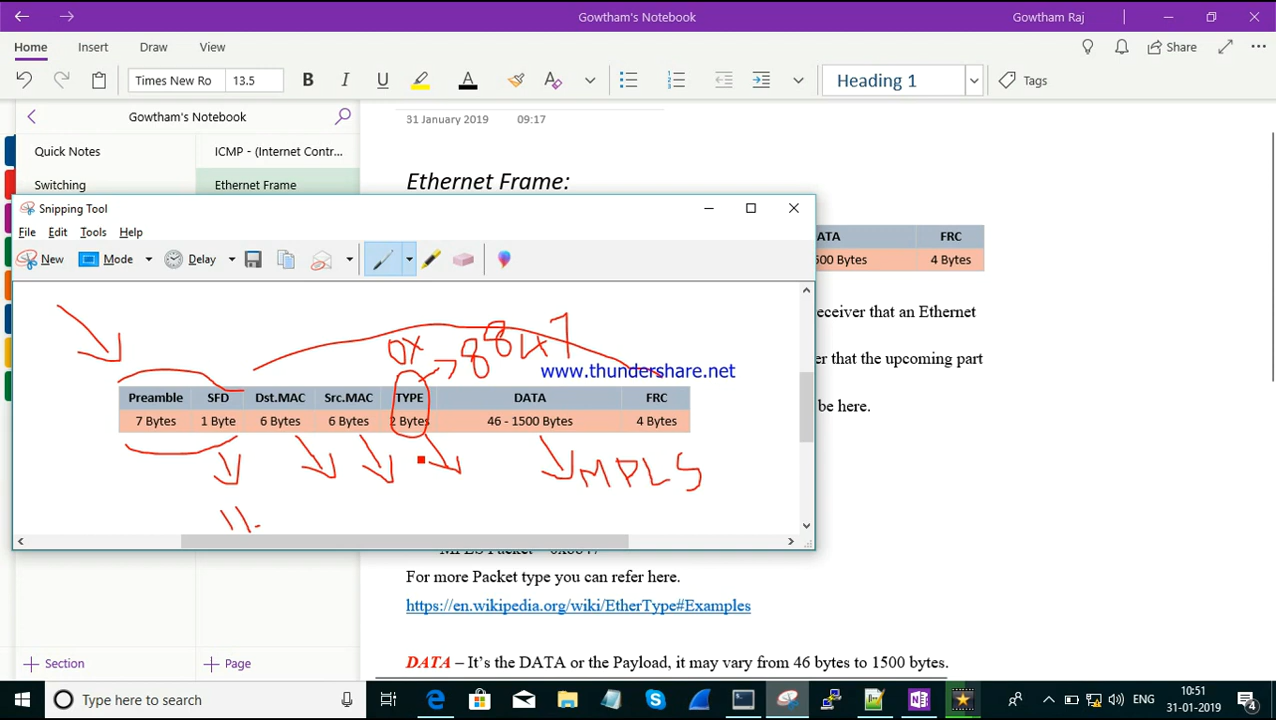 Gowtham's Notebook
Gowtham Raj
Home Insert Draw View
Share
Times New Ro 13.5 B I U A Heading 1 Tags
Gowtham's Notebook
31 January 2019 09:17
Quick Notes
ICMP - (Internet Contr...
Switching
Ethernet Frame
Ethernet Frame:
Snipping Tool
File Edit Tools Help
New Mode Delay
ATA FRC
500 Bytes 4 Bytes
eceiver that an Ethernet
er that the upcoming part
be here.
0x 8847
www.thundershare.net
Preamble SFD Dst.MAC Src.MAC TYPE DATA FRC
7 Bytes 1 Byte 6 Bytes 6 Bytes 2 Bytes 46 - 1500 Bytes 4 Bytes
MPLS
11.
For more Packet type you can refer here.
https://en.wikipedia.org/wiki/EtherType#Examples
DATA – It's the DATA or the Payload, it may vary from 46 bytes to 1500 bytes.
Section
Page
Type here to search
ENG
10:51
31-01-2019
4